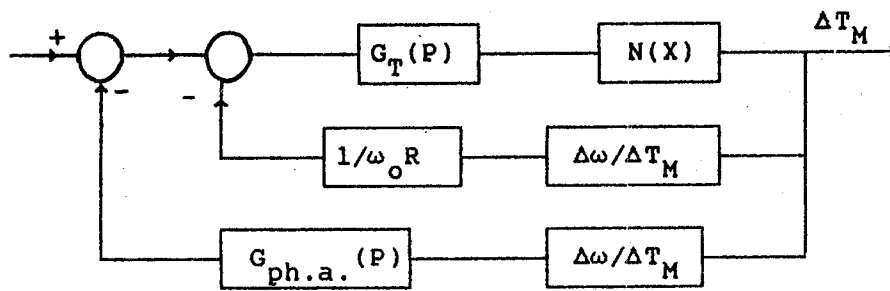 ΔT_M
+
G_T(P)
N(X)
-
-
1/ω_oR
Δω/ΔT_M
G_ph.a.(P)
Δω/ΔT_M